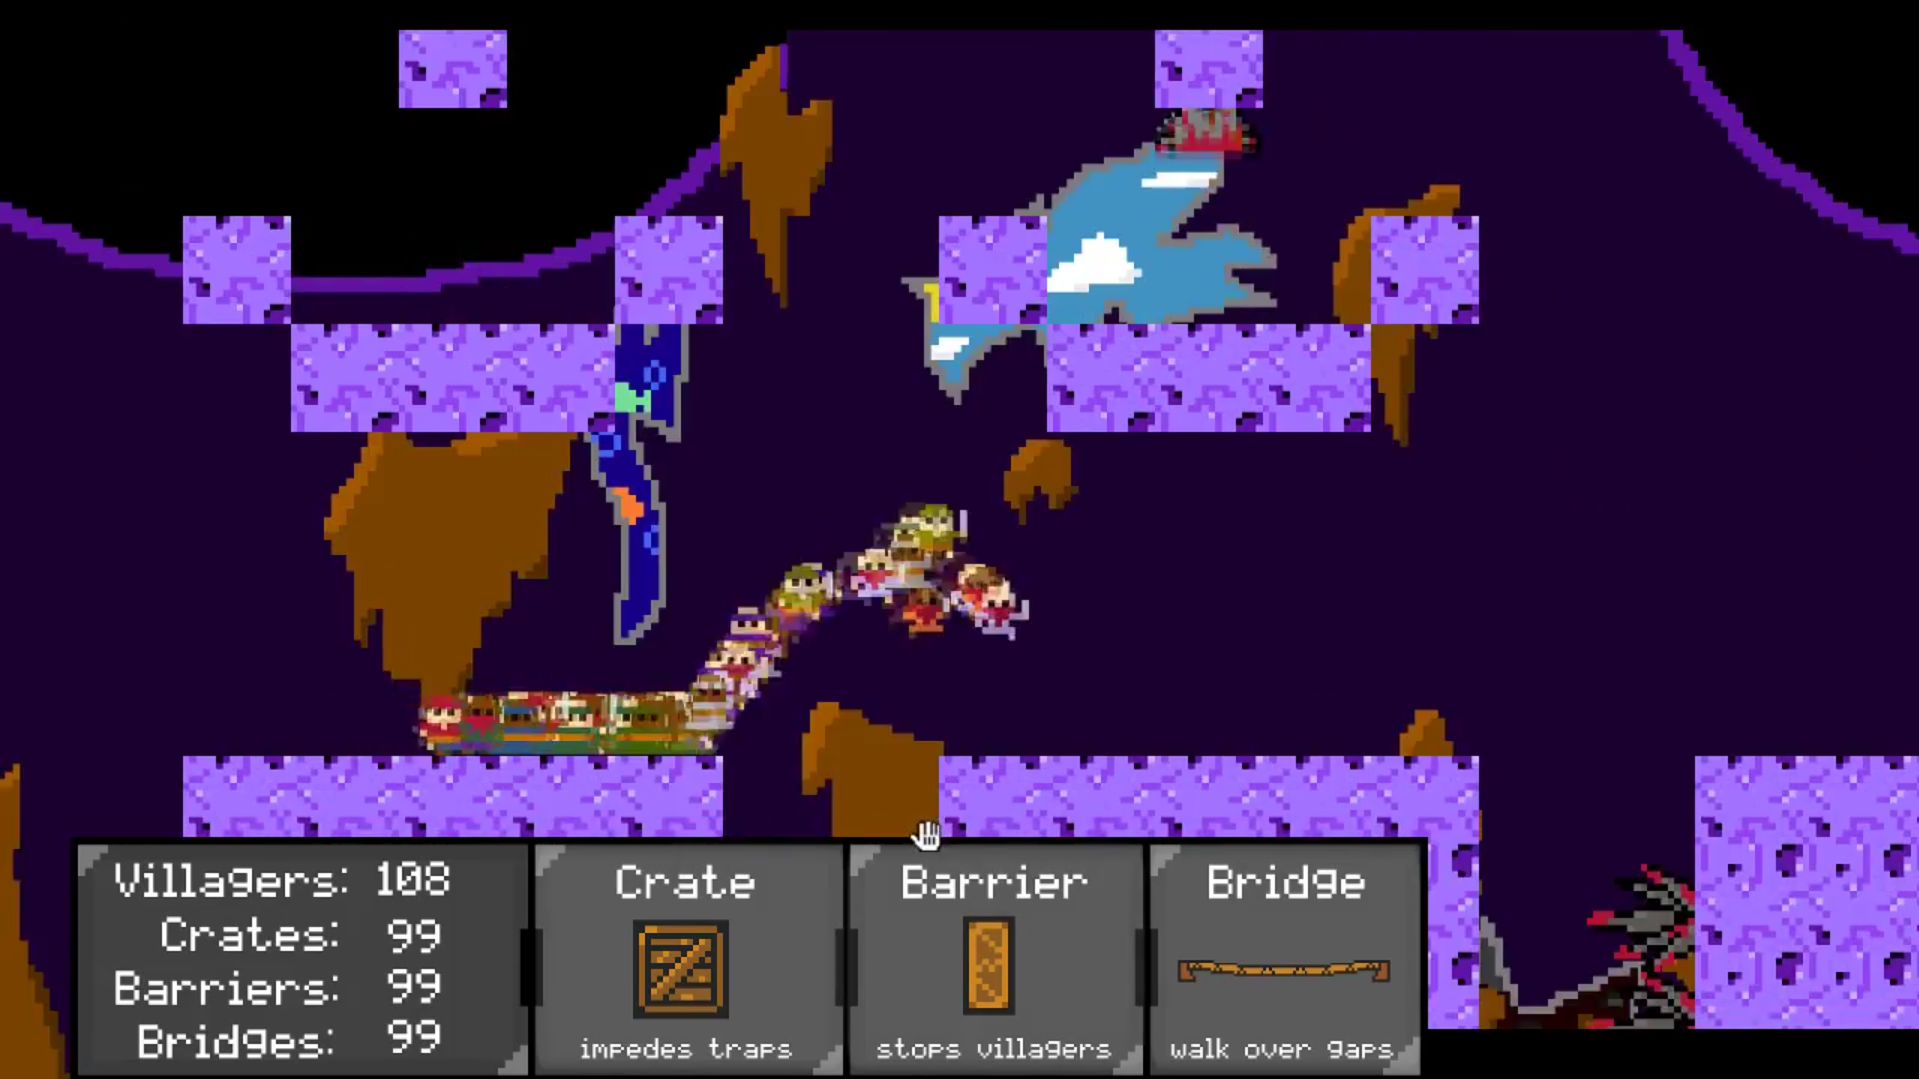 Villagers: 108
Crates: 99
Barriers: 99
Bridges: 99
Crate
impedes traps
Barrier
stops villagers
Bridge
walk over gaps